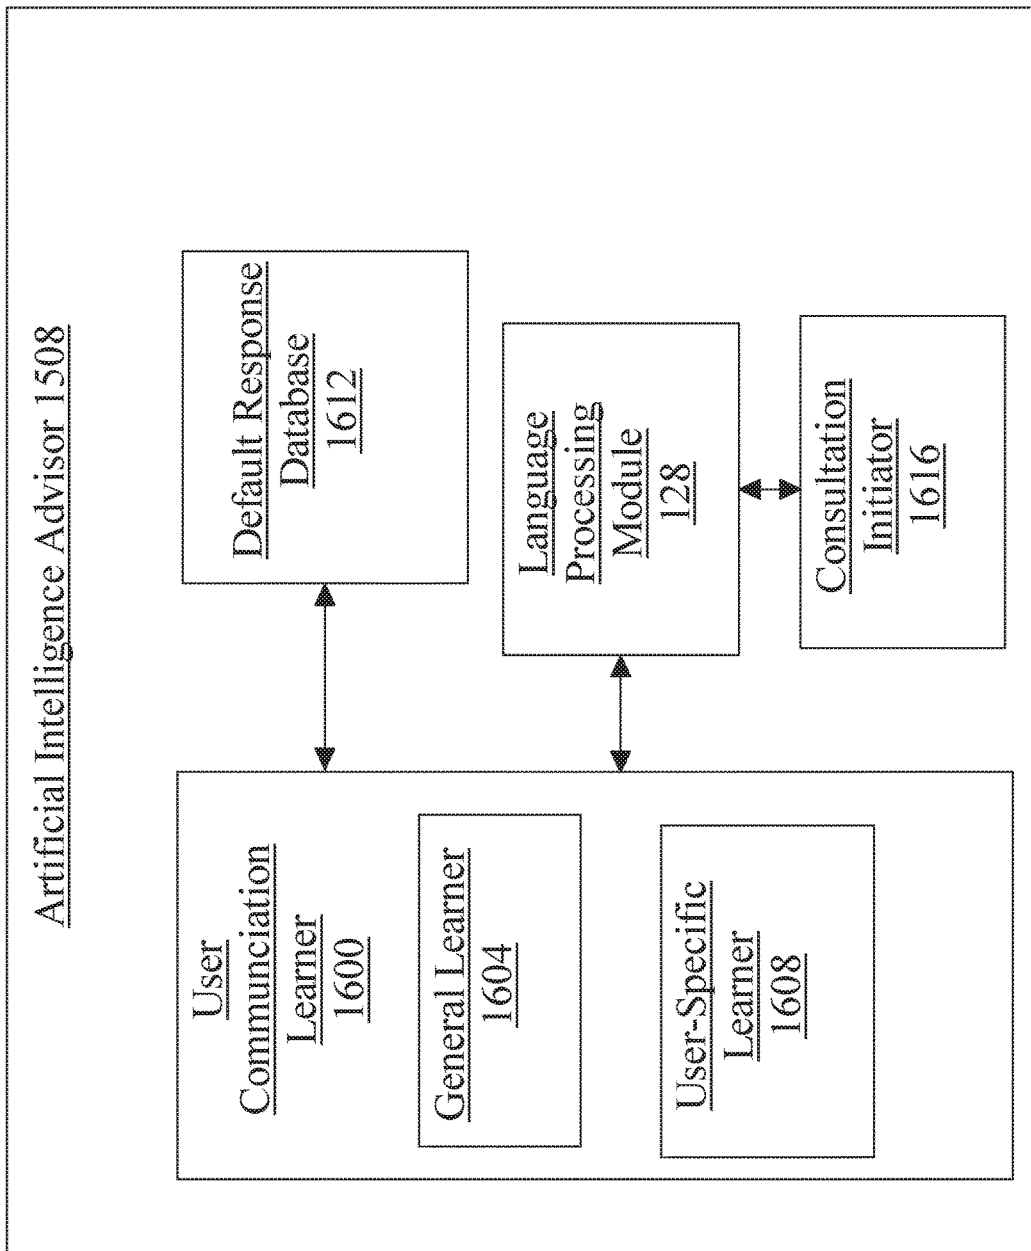 Artificial Intelligence Advisor 1508
User
Communciation
Learner
1600
General Learner
1604
User-Specific
Learner
1608
Default Response
Database
1612
Language
Processing
Module
128
Consultation
Initiator
1616